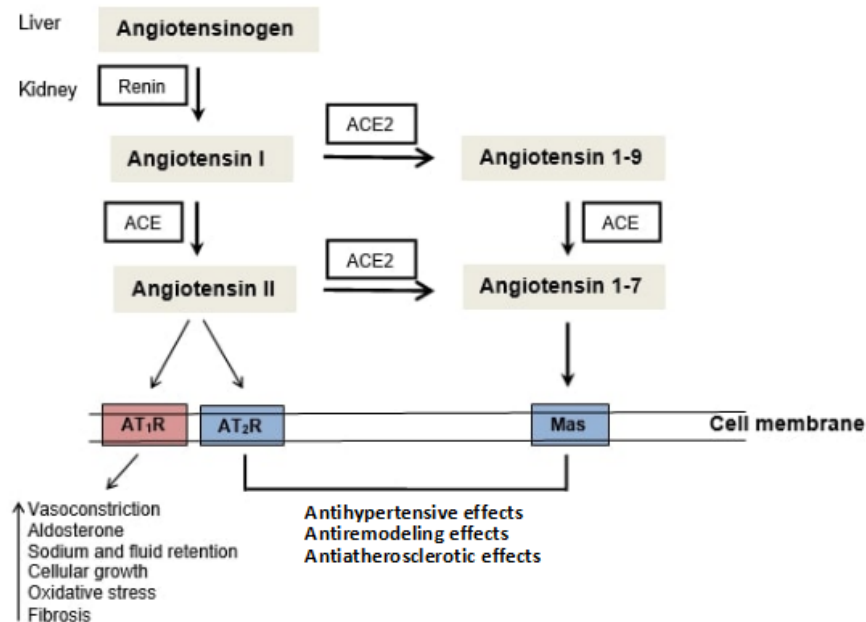 Liver
Angiotensinogen
Kidney
Renin
ACE2
Angiotensin I
Angiotensin 1-9
ACE
ACE
ACE2
Angiotensin II
Angiotensin 1-7
AT₁R
AT₂R
Mas
Cell membrane
Vasoconstriction
Aldosterone
Sodium and fluid retention
Cellular growth
Oxidative stress
Fibrosis
Antihypertensive effects
Antiremodeling effects
Antiatherosclerotic effects